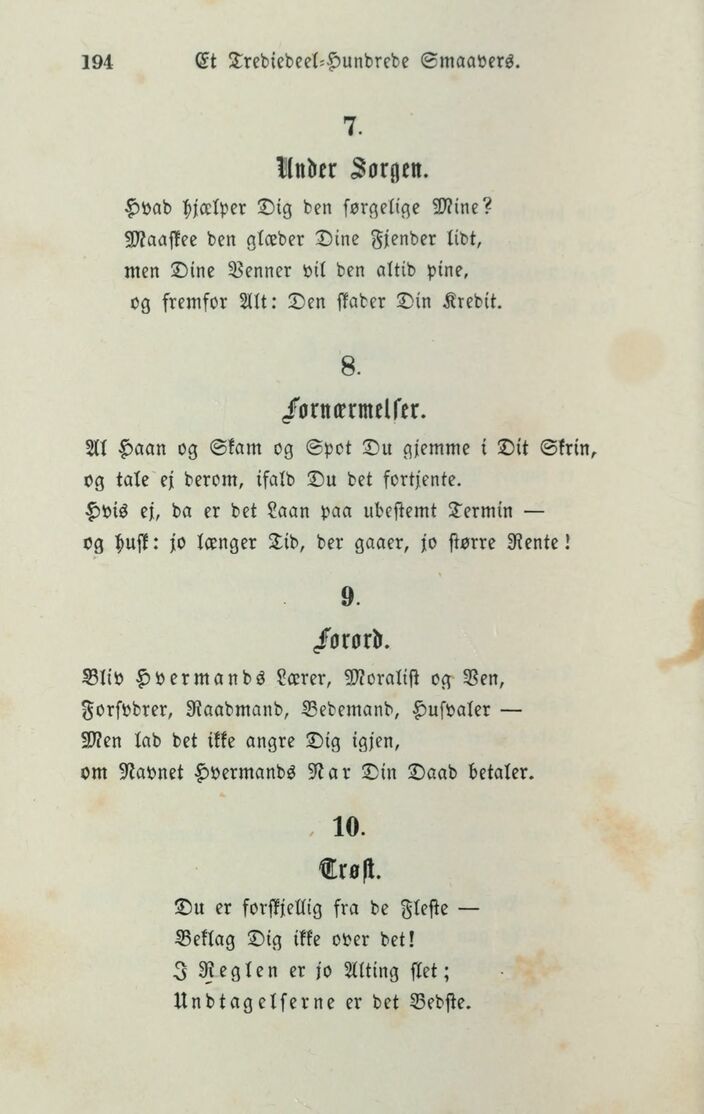 194 Et Trediedeel-Hundrede Smaavers.
7.
Under Sorgen.
Hvad hjælper Dig den sørgelige Mine?
Maaskee den glæder Dine Fjender lidt,
men Dine Venner vil den altid pine,
og fremfor Alt: Den skader Din Kredit.
8.
Fornærmelser.
Al Haan og Skam og Spot Du gjemme i Dit Skrin,
og tale ej derom, ifald Du det fortjente.
Hvis ej, da er det Laan paa ubestemt Termin —
og husk: jo længer Tid, der gaaer, jo større Rente!
9.
Forord.
Bliv Hvermands Lærer, Moralist og Ven,
Forsvdrer, Raadmand, Bedemand, Husvaler —
Men lad det ikke angre Dig igjen,
om Navnet Hvermands Nar Din Daad betaler.
10.
Trøst.
Du er forskjellig fra de Fleste —
Beklag Dig ikke over det!
I Reglen er jo Alting slet;
Undtagelserne er det Bedste.